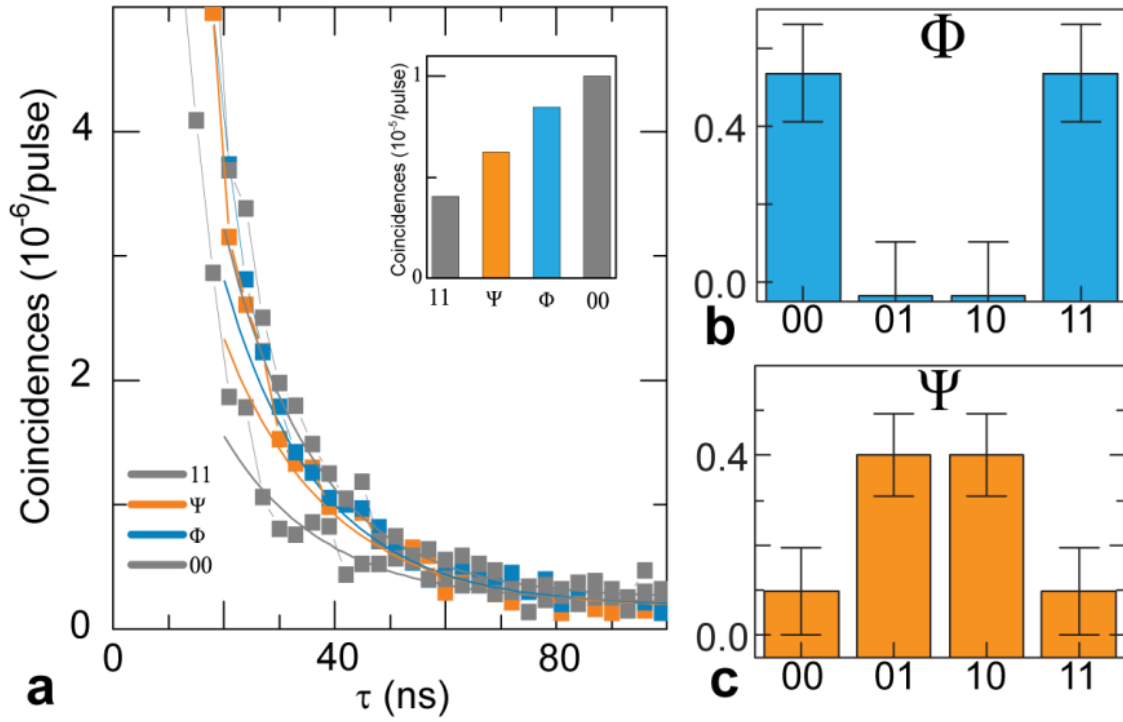 4
2
0
0
40
80
Coincidences (10⁻⁶/pulse)
τ (ns)
11
Ψ
Φ
00
a
1
0
Coincidences (10⁻⁵/pulse)
11 Ψ Φ 00
Φ
0.4
0.0
00 01 10 11
b
Ψ
0.4
0.0
00 01 10 11
c